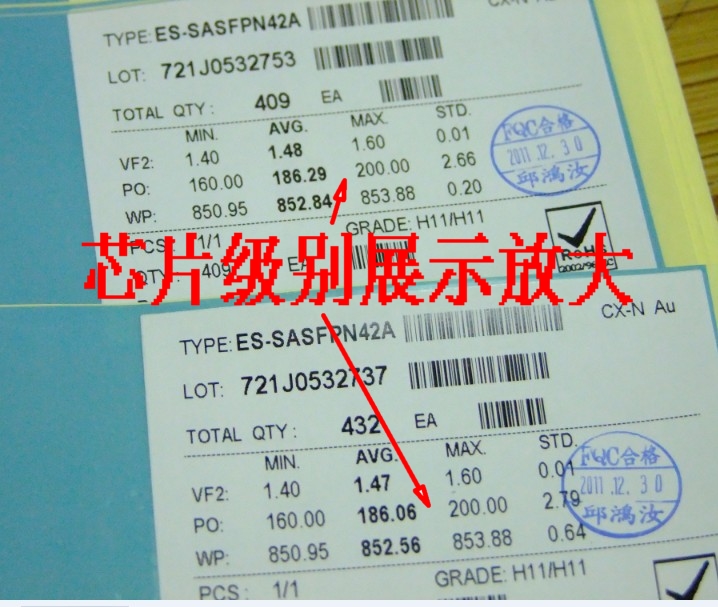 CX-N Au
TYPE: ES-SASFPN42A
LOT: 721J0532753
TOTAL QTY: 409 EA
MIN. AVG. MAX. STD.
VF2: 1.40 1.48 1.60 0.01
PO: 160.00 186.29 200.00 2.66
WP: 850.95 852.84 853.88 0.20
FQC合格
2011.12.30
邱鴻汝
PCS 1/1 GRADE: H11/H11
QTY: 409 EA
RoHS
芯片级别展示放大
TYPE: ES-SASFPN42A CX-N Au
LOT: 721J0532737
TOTAL QTY: 432 EA
MIN. AVG. MAX. STD.
VF2: 1.40 1.47 1.60 0.01
PO: 160.00 186.06 200.00 2.79
WP: 850.95 852.56 853.88 0.64
FQC合格
2011.12.30
邱鴻汝
PCS: 1/1 GRADE: H11/H11